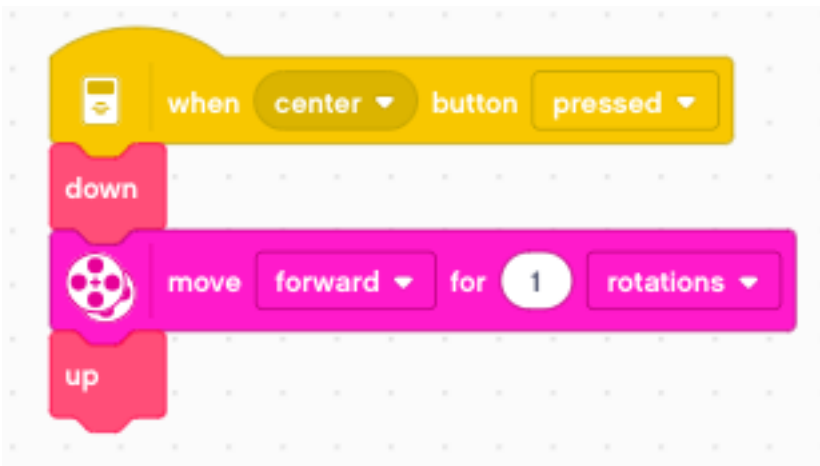 when center button pressed
down
move forward for 1 rotations
up